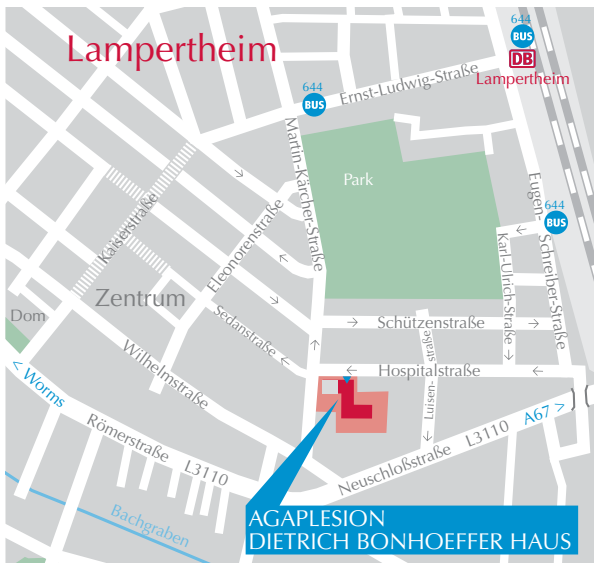 Lampertheim
644
BUS
DB
Lampertheim
644
BUS
Ernst-Ludwig-Straße
Martin-Kärcher-Straße
Park
Eugen-
Schreiber-Straße
644
BUS
Karl-Ulrich-Straße
Kaiserstraße
Eleonorenstraße
Zentrum
Sedanstraße
Dom
Wilhelmstraße
Schützenstraße
Hospitalstraße
Luisen-
straße
< Worms
Römerstraße L3110
Neuschloßstraße L3110 A67 >
Bachgraben
AGAPLESION
DIETRICH BONHOEFFER HAUS